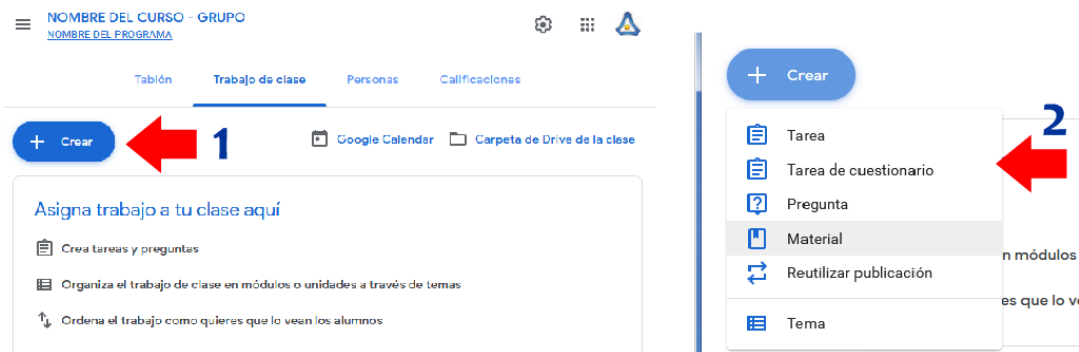 NOMBRE DEL CURSO - GRUPO
NOMBRE DEL PROGRAMA
Tablón Trabajo de clase Personas Calificaciones
+ Crear
1
Google Calendar Carpeta de Drive de la clase
Asigna trabajo a tu clase aquí
Crea tareas y preguntas
Organiza el trabajo de clase en módulos o unidades a través de temas
Ordena el trabajo como quieres que lo vean los alumnos
+ Crear
2
Tarea
Tarea de cuestionario
Pregunta
Material
Reutilizar publicación
Tema
n módulos
es que lo ve